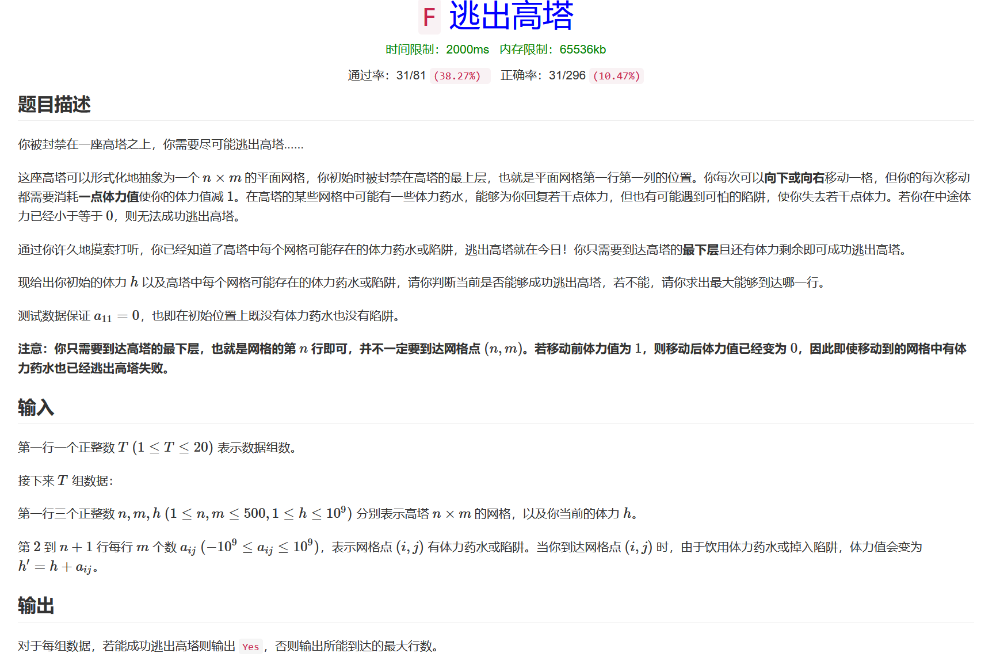 F 逃出高塔
时间限制：2000ms 内存限制：65536kb
通过率：31/81 (38.27%) 正确率：31/296 (10.47%)
题目描述
你被封禁在一座高塔之上，你需要尽可能逃出高塔......
这座高塔可以形式化地抽象为一个 n × m 的平面网格，你初始时被封禁在高塔的最上层，也就是平面网格第一行第一列的位置。你每次可以向下或向右移动一格，但你的每次移动
都需要消耗一点体力值使你的体力值减 1。在高塔的某些网格中可能有一些体力药水，能够为你回复若干点体力，但也有可能遇到可怕的陷阱，使你失去若干点体力。若你在中途体
力已经小于等于 0，则无法成功逃出高塔。
通过你许久地摸索打听，你已经知道了高塔中每个网格可能存在的体力药水或陷阱，逃出高塔就在今日！你只需要到达高塔的最下层且还有体力剩余即可成功逃出高塔。
现给出你初始的体力 h 以及高塔中每个网格可能存在的体力药水或陷阱，请你判断当前是否能够成功逃出高塔，若不能，请你求出最大能够到达哪一行。
测试数据保证 a₁₁ = 0，也即在初始位置上既没有体力药水也没有陷阱。
注意：你只需要到达高塔的最下层，也就是网格的第 n 行即可，并不一定要到达网格点 (n, m)。若移动前体力值为 1，则移动后体力值已经变为 0，因此即使移动到的网格中有体
力药水也已经逃出高塔失败。
输入
第一行一个正整数 T (1 ≤ T ≤ 20) 表示数据组数。
接下来 T 组数据：
第一行三个正整数 n, m, h (1 ≤ n, m ≤ 500, 1 ≤ h ≤ 10⁹) 分别表示高塔 n × m 的网格，以及你当前的体力 h。
第 2 到 n + 1 行每行 m 个数 aᵢⱼ (−10⁹ ≤ aᵢⱼ ≤ 10⁹)，表示网格点 (i, j) 有体力药水或陷阱。当你到达网格点 (i, j) 时，由于饮用体力药水或掉入陷阱，体力值会变为
h′ = h + aᵢⱼ。
输出
对于每组数据，若能成功逃出高塔则输出 Yes，否则输出所能到达的最大行数。